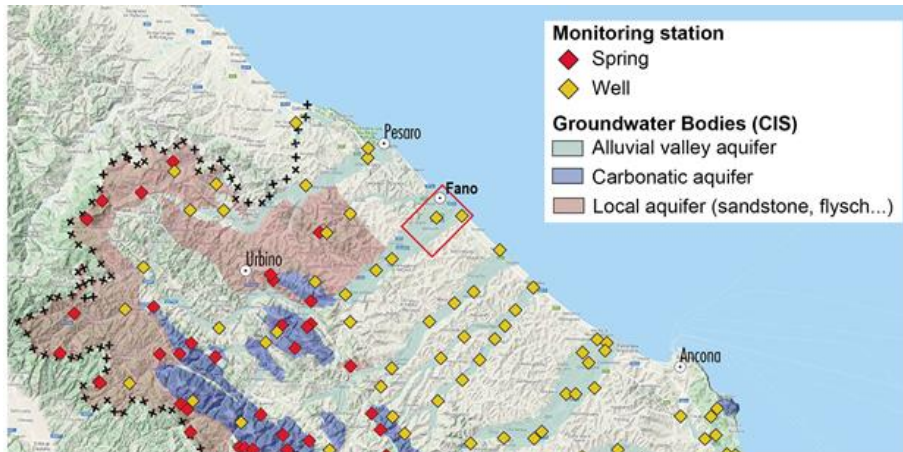 Monitoring station
Spring
Well
Groundwater Bodies (CIS)
Alluvial valley aquifer
Carbonatic aquifer
Local aquifer (sandstone, flysch...)
Pesaro
Fano
Urbino
Ancona